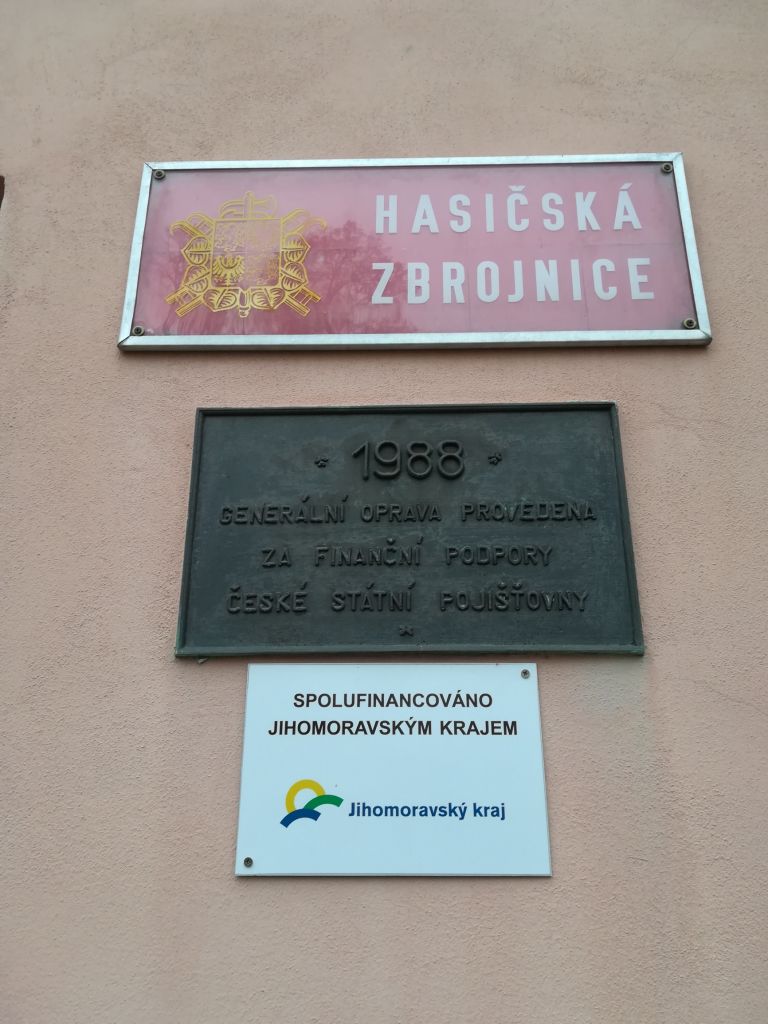 HASIČSKÁ
ZBROJNICE
* 1988 *
GENERÁLNÍ OPRAVA PROVEDENA
ZA FINANČNÍ PODPORY
ČESKÉ STÁTNÍ POJIŠŤOVNY
*
SPOLUFINANCOVÁNO
JIHOMORAVSKÝM KRAJEM
Jihomoravský kraj